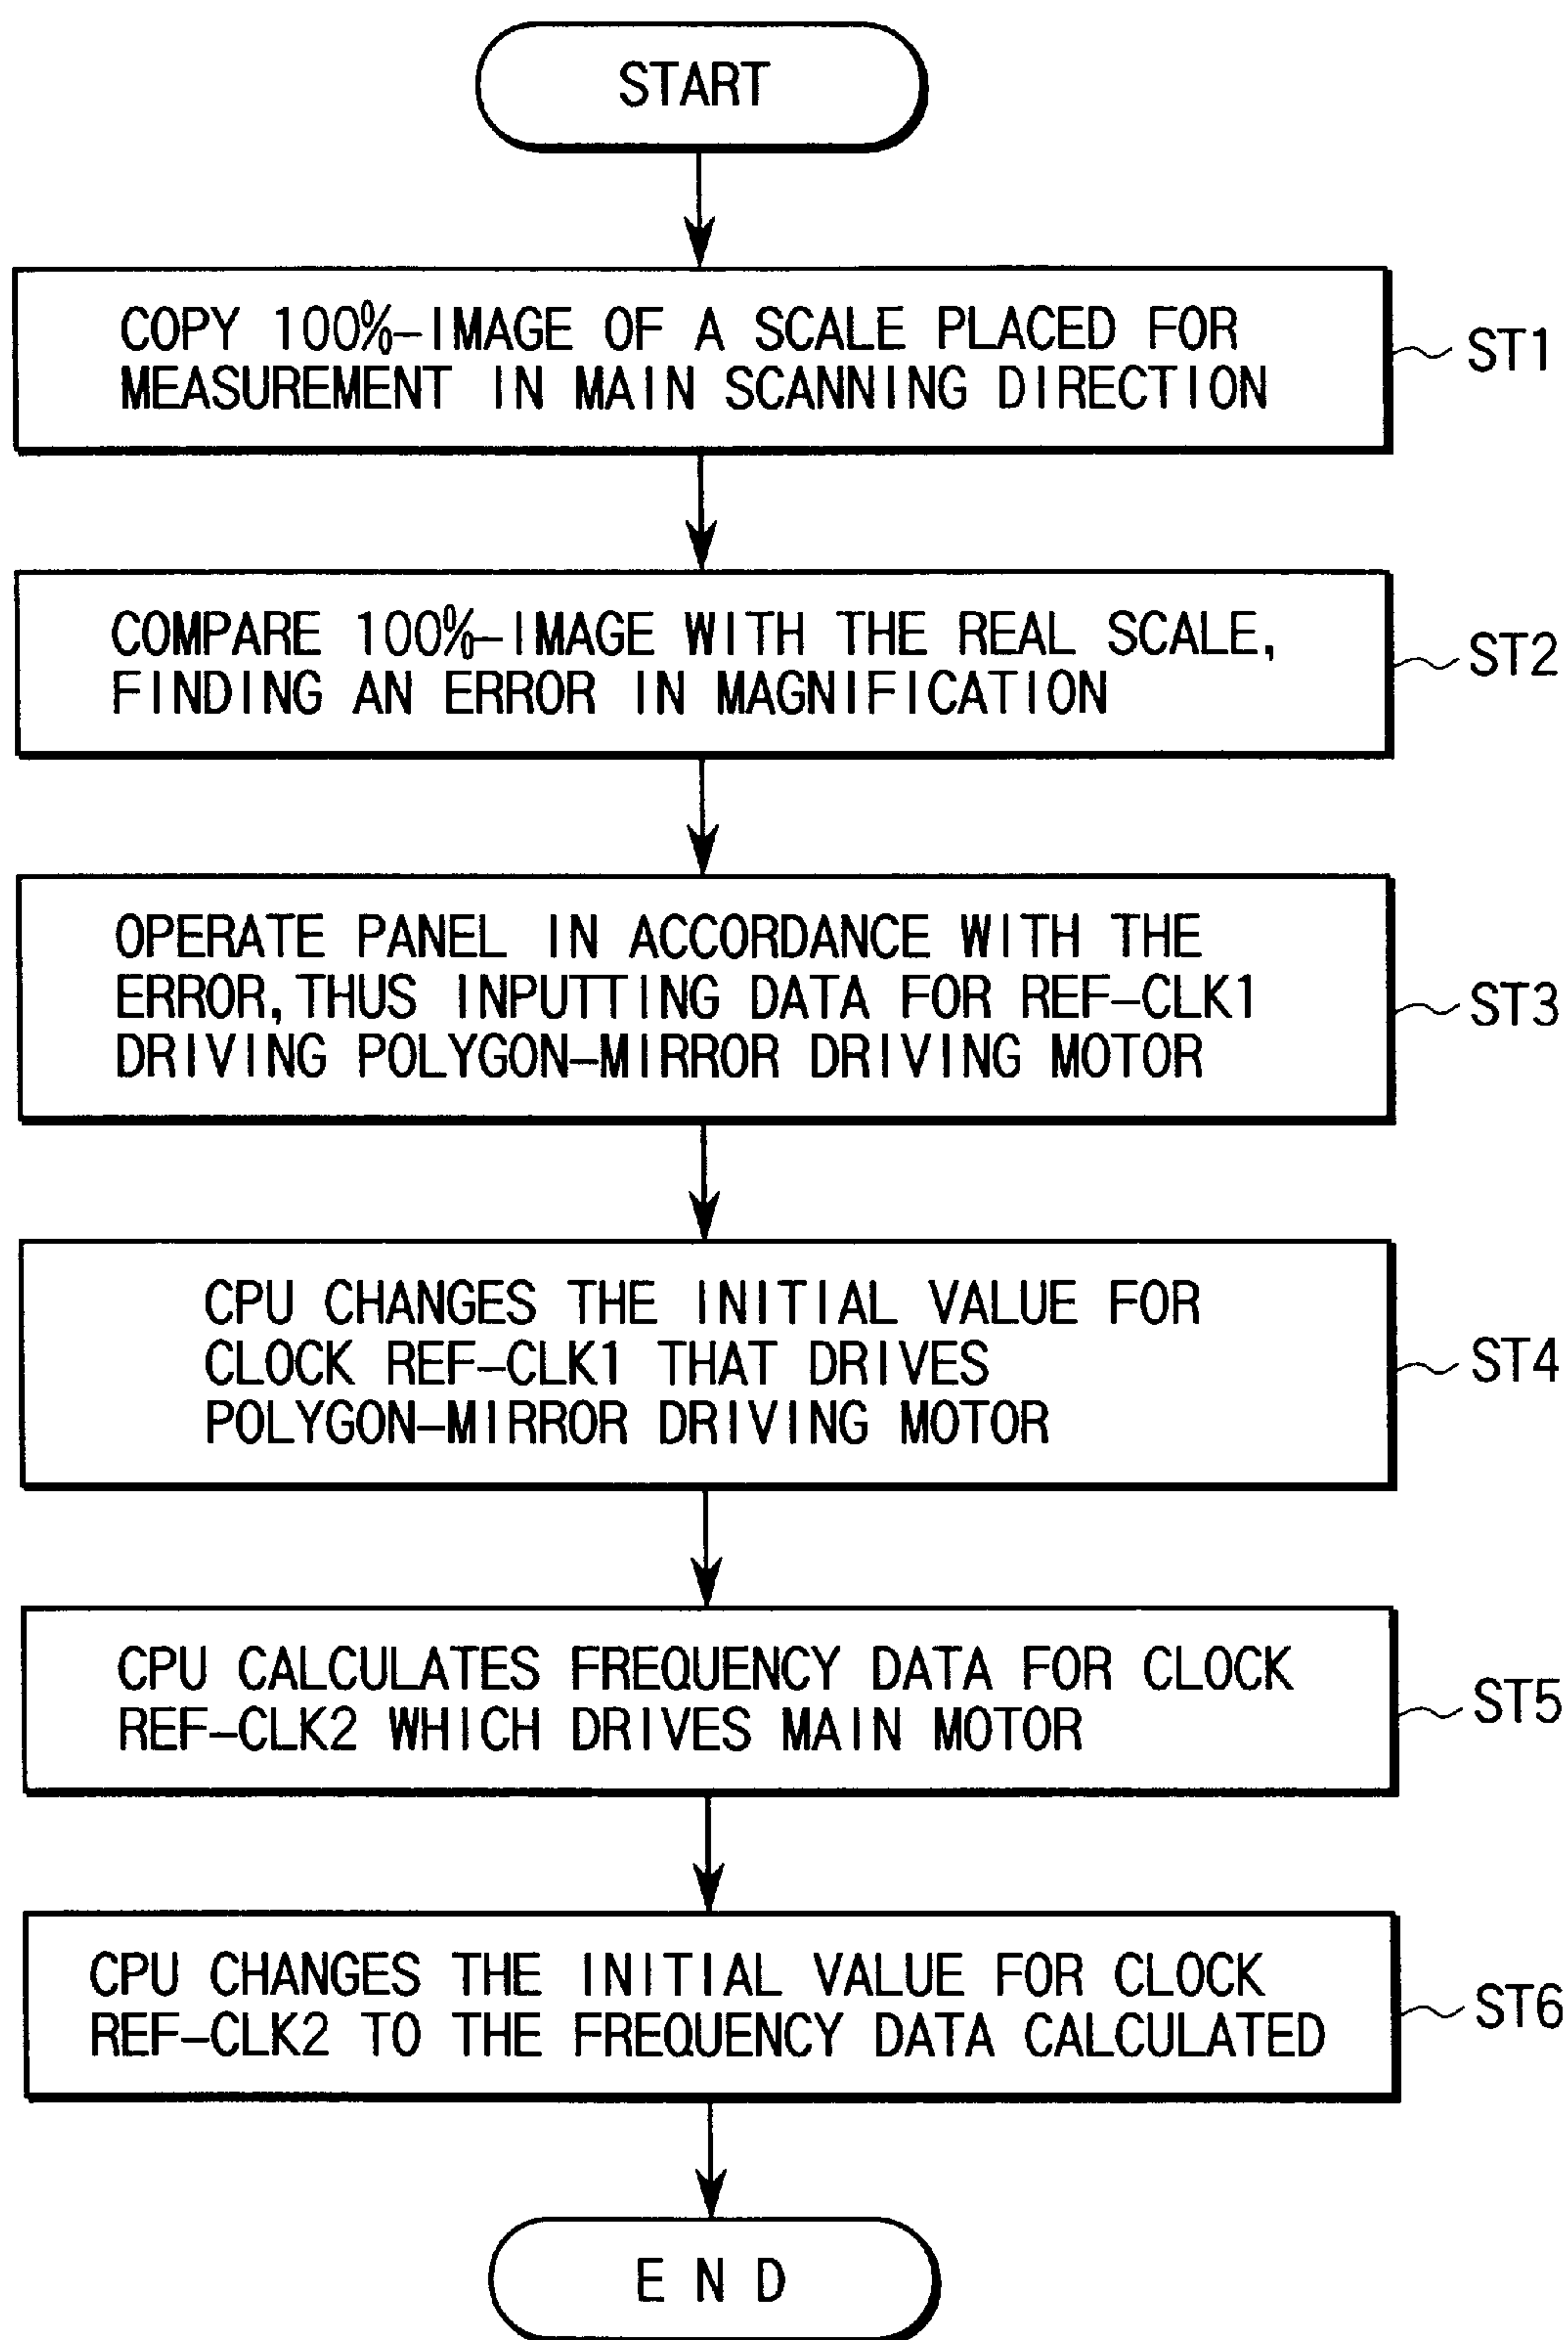 START
COPY 100%-IMAGE OF A SCALE PLACED FOR
MEASUREMENT IN MAIN SCANNING DIRECTION
ST1
COMPARE 100%-IMAGE WITH THE REAL SCALE,
FINDING AN ERROR IN MAGNIFICATION
ST2
OPERATE PANEL IN ACCORDANCE WITH THE
ERROR, THUS INPUTTING DATA FOR REF-CLK1
DRIVING POLYGON-MIRROR DRIVING MOTOR
ST3
CPU CHANGES THE INITIAL VALUE FOR
CLOCK REF-CLK1 THAT DRIVES
POLYGON-MIRROR DRIVING MOTOR
ST4
CPU CALCULATES FREQUENCY DATA FOR CLOCK
REF-CLK2 WHICH DRIVES MAIN MOTOR
ST5
CPU CHANGES THE INITIAL VALUE FOR CLOCK
REF-CLK2 TO THE FREQUENCY DATA CALCULATED
ST6
END